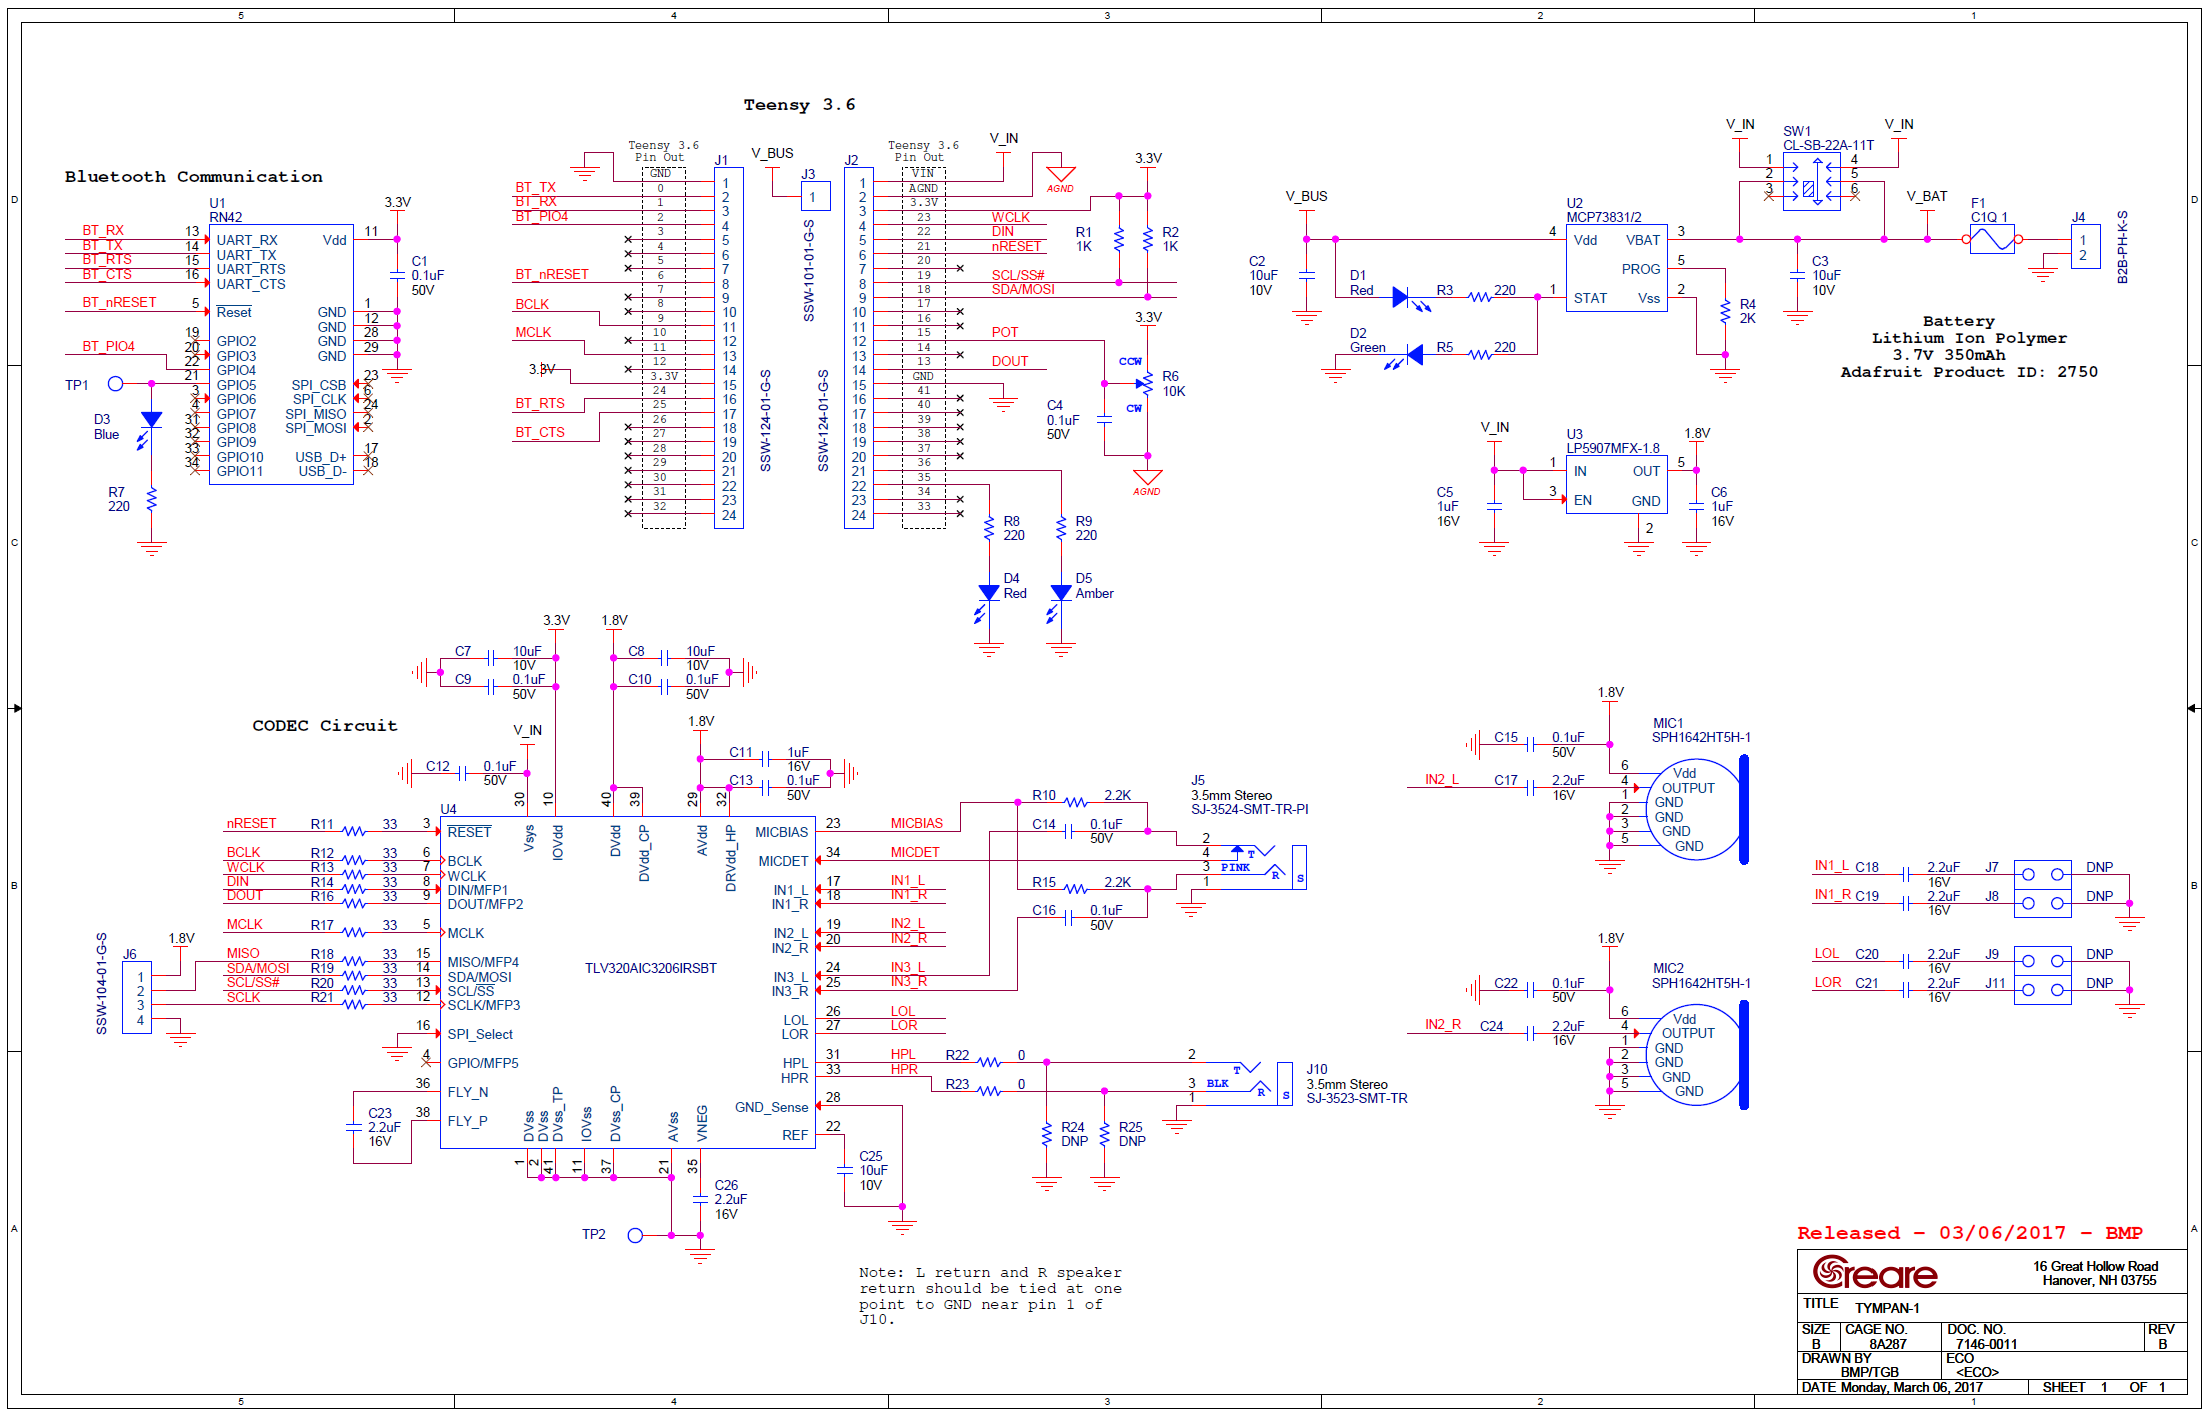 5 4 3 2 1
D C B A
Teensy 3.6
Bluetooth Communication
U1
RN42
BT_RX 13 UART_RX
BT_TX 14 UART_TX
BT_RTS 15 UART_RTS
BT_CTS 16 UART_CTS
BT_nRESET 5 Reset
19 GPIO2
20 GPIO3
BT_PIO4 22 GPIO4
TP1 21 GPIO5
3 GPIO6
4 GPIO7
31 GPIO8
32 GPIO9
33 GPIO10
34 GPIO11
Vdd 11 3.3V
GND 1
GND 12
GND 28
GND 29
SPI_CSB 23
SPI_CLK 6
SPI_MISO 24
SPI_MOSI 2
USB_D+ 17
USB_D- 18
C1
0.1uF
50V
D3
Blue
R7
220
Teensy 3.6
Pin Out
J1
GND 1
BT_TX 0 2
BT_RX 1 3
BT_PIO4 2 4
3 5
4 6
5 7
BT_nRESET 6 8
7 9
BCLK 8 10
9 11
MCLK 10 12
11 13
12 14
3.3V 3.3V 15
24 16
BT_RTS 25 17
26 18
BT_CTS 27 19
28 20
29 21
30 22
31 23
32 24
SSW-124-01-G-S
V_BUS
J3
1
SSW-101-01-G-S
Teensy 3.6
Pin Out
J2
V_IN
1 VIN
2 AGND
3 3.3V
4 23 WCLK
5 22 DIN
6 21 nRESET
7 20
8 19 SCL/SS#
9 18 SDA/MOSI
10 17
11 16
12 15 POT
13 14
14 13 DOUT
15 GND
16 41
17 40
18 39
19 38
20 37
21 36
22 35
23 34
24 33
SSW-124-01-G-S
AGND
3.3V
R1
1K
R2
1K
3.3V
CCW
R6
10K
CW
C4
0.1uF
50V
AGND
R8
220
R9
220
D4
Red
D5
Amber
V_BUS
C2
10uF
10V
D1
Red
R3 220
D2
Green
R5 220
U2
MCP73831/2
4 Vdd
VBAT 3
PROG 5
1 STAT
Vss 2
R4
2K
V_IN
SW1
CL-SB-22A-11T
1 4
2 5
3 6
V_IN
C3
10uF
10V
V_BAT
F1
C1Q 1
J4
1
2
B2B-PH-K-S
Battery
Lithium Ion Polymer
3.7V 350mAh
Adafruit Product ID: 2750
V_IN
U3
LP5907MFX-1.8
1 IN
OUT 5
3 EN
GND
2
1.8V
C5
1uF
16V
C6
1uF
16V
CODEC Circuit
3.3V
1.8V
C7 10uF
10V
C9 0.1uF
50V
C8 10uF
10V
C10 0.1uF
50V
V_IN
C12 0.1uF
50V
1.8V
C11 1uF
16V
C13 0.1uF
50V
U4
30 Vsys
10 IOVdd
40 DVdd
39 DVdd_CP
29 AVdd
32 DRVdd_HP
nRESET R11 33 3 RESET
BCLK R12 33 6 BCLK
WCLK R13 33 7 WCLK
DIN R14 33 8 DIN/MFP1
DOUT R16 33 9 DOUT/MFP2
MCLK R17 33 5 MCLK
MISO R18 33 15 MISO/MFP4
SDA/MOSI R19 33 14 SDA/MOSI
SCL/SS# R20 33 13 SCL/SS
SCLK R21 33 12 SCLK/MFP3
16 SPI_Select
4 GPIO/MFP5
36 FLY_N
38 FLY_P
J6
1.8V
1
2
3
4
SSW-104-01-G-S
C23
2.2uF
16V
TLV320AIC3206IRSBT
MICBIAS 23 MICBIAS
MICDET 34 MICDET
IN1_L 17 IN1_L
IN1_R 18 IN1_R
IN2_L 19 IN2_L
IN2_R 20 IN2_R
IN3_L 24 IN3_L
IN3_R 25 IN3_R
LOL 26 LOL
LOR 27 LOR
HPL 31 HPL
HPR 33 HPR
GND_Sense 28
REF 22
DVss 1
DVss 2
DVss_TP 41
IOVss 11
DVss_CP 37
AVss 21
VNEG 35
C26
2.2uF
16V
C25
10uF
10V
TP2
R10 2.2K
C14 0.1uF
50V
R15 2.2K
C16 0.1uF
50V
J5
3.5mm Stereo
SJ-3524-SMT-TR-PI
2
4 T
3 PINK R S
1
R22 0
R23 0
R24
DNP
R25
DNP
2 T
3 BLK R S
1
J10
3.5mm Stereo
SJ-3523-SMT-TR
Note: L return and R speaker
return should be tied at one
point to GND near pin 1 of
J10.
1.8V
C15 0.1uF
50V
IN2_L C17 2.2uF
16V
MIC1
SPH1642HT5H-1
6 Vdd
4 OUTPUT
1 GND
2 GND
3 GND
5 GND
1.8V
C22 0.1uF
50V
IN2_R C24 2.2uF
16V
MIC2
SPH1642HT5H-1
6 Vdd
4 OUTPUT
1 GND
2 GND
3 GND
5 GND
IN1_L C18 2.2uF J7 DNP
16V
IN1_R C19 2.2uF J8 DNP
16V
LOL C20 2.2uF J9 DNP
16V
LOR C21 2.2uF J11 DNP
16V
Released - 03/06/2017 - BMP
Creare
16 Great Hollow Road
Hanover, NH 03755
TITLE TYMPAN-1
SIZE CAGE NO. DOC. NO. REV
B 8A287 7146-0011 B
DRAWN BY ECO
BMP/TGB <ECO>
DATE Monday, March 06, 2017 SHEET 1 OF 1
5 4 3 2 1
D C B A